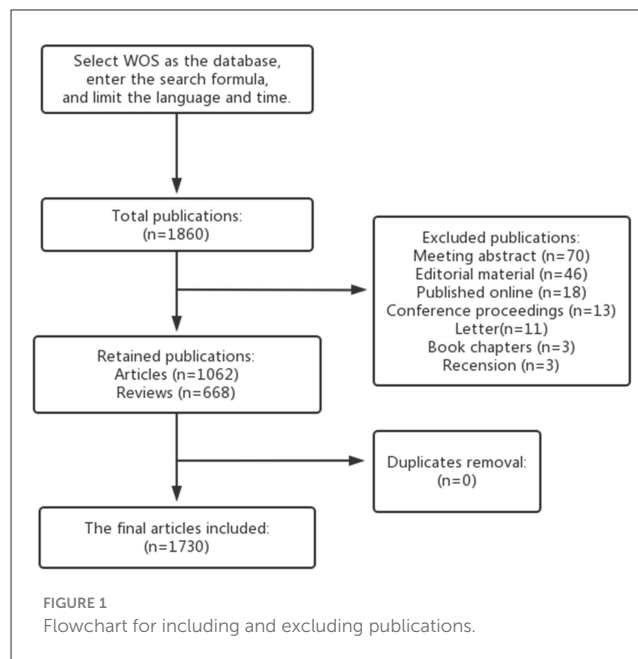 Select WOS as the database,
enter the search formula,
and limit the language and time.
Total publications:
(n=1860)
Excluded publications:
Meeting abstract (n=70)
Editorial material (n=46)
Published online (n=18)
Conference proceedings (n=13)
Letter(n=11)
Book chapters (n=3)
Recension (n=3)
Retained publications:
Articles (n=1062)
Reviews (n=668)
Duplicates removal:
(n=0)
The final articles included:
(n=1730)
FIGURE 1
Flowchart for including and excluding publications.